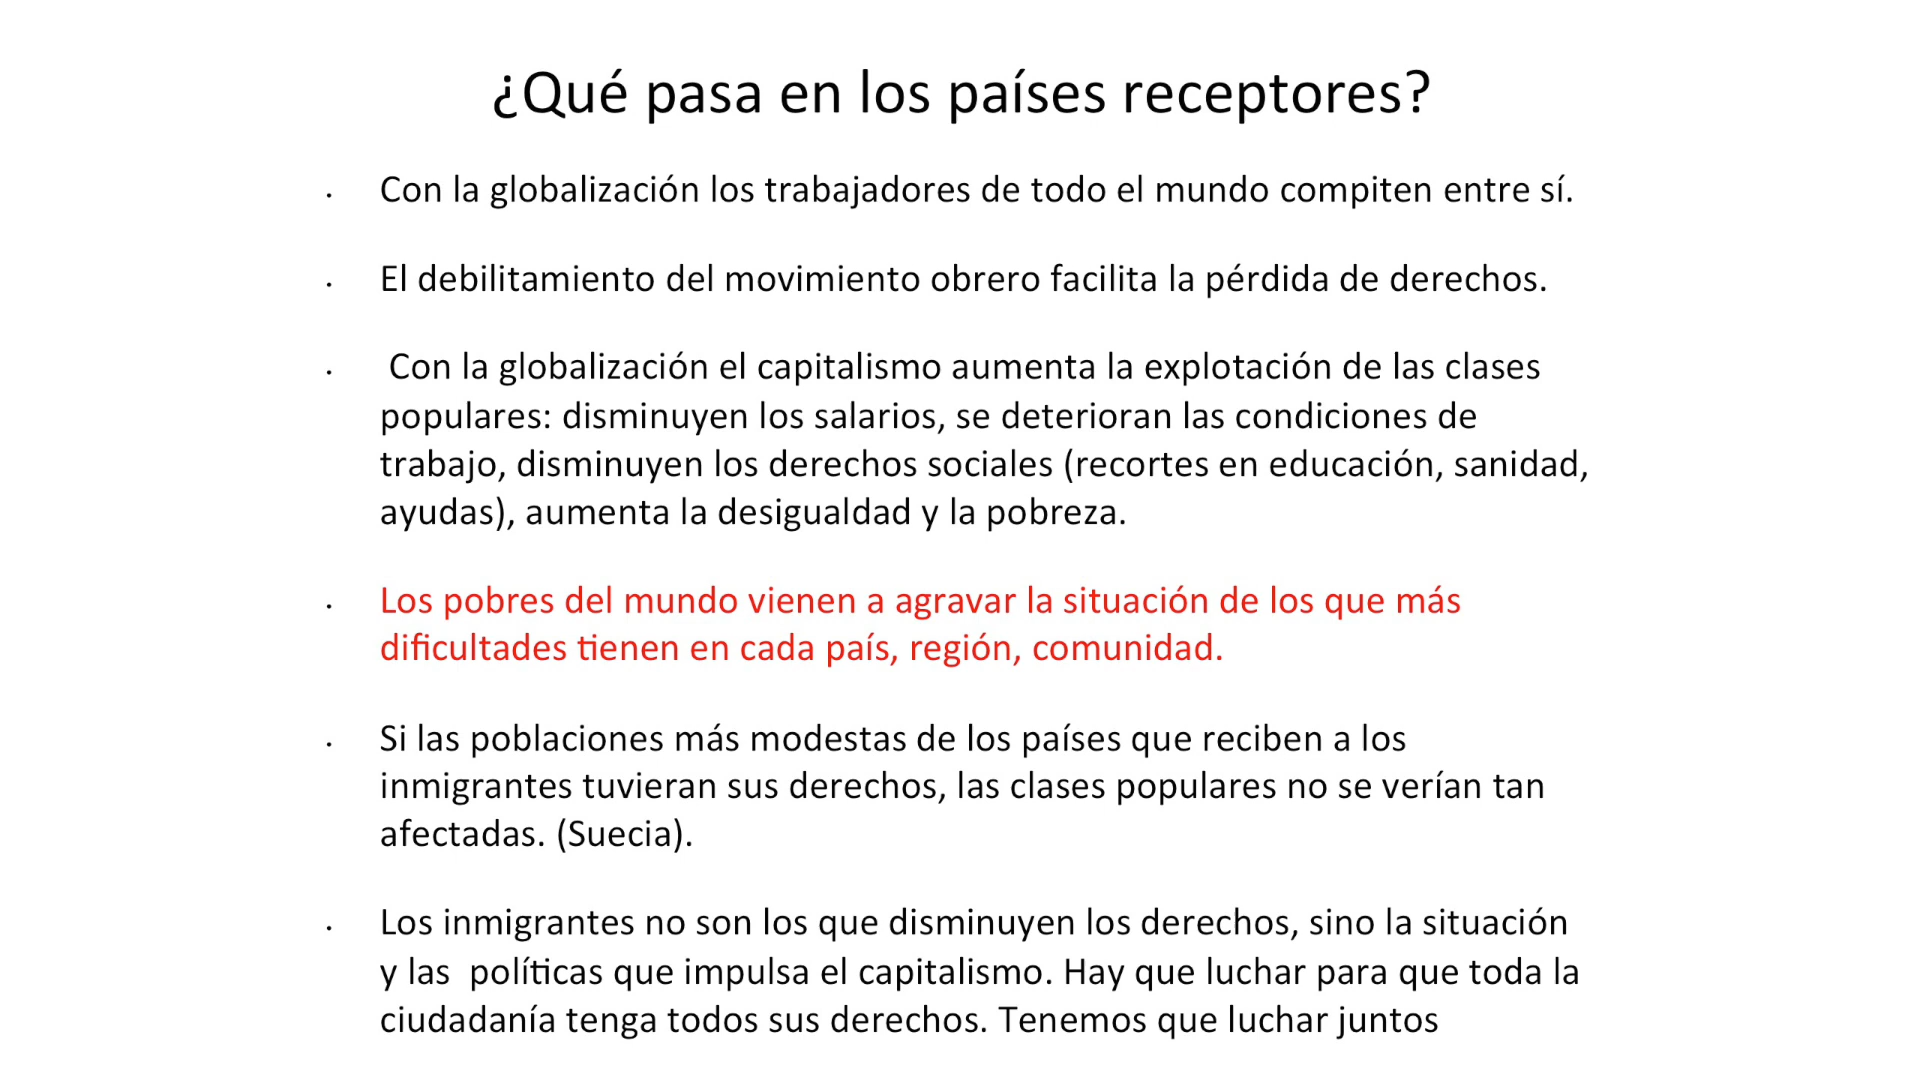 ¿Qué pasa en los países receptores?
· Con la globalización los trabajadores de todo el mundo compiten entre sí.
· El debilitamiento del movimiento obrero facilita la pérdida de derechos.
· Con la globalización el capitalismo aumenta la explotación de las clases
populares: disminuyen los salarios, se deterioran las condiciones de
trabajo, disminuyen los derechos sociales (recortes en educación, sanidad,
ayudas), aumenta la desigualdad y la pobreza.
· Los pobres del mundo vienen a agravar la situación de los que más
dificultades tienen en cada país, región, comunidad.
· Si las poblaciones más modestas de los países que reciben a los
inmigrantes tuvieran sus derechos, las clases populares no se verían tan
afectadas. (Suecia).
· Los inmigrantes no son los que disminuyen los derechos, sino la situación
y las  políticas que impulsa el capitalismo. Hay que luchar para que toda la
ciudadanía tenga todos sus derechos. Tenemos que luchar juntos